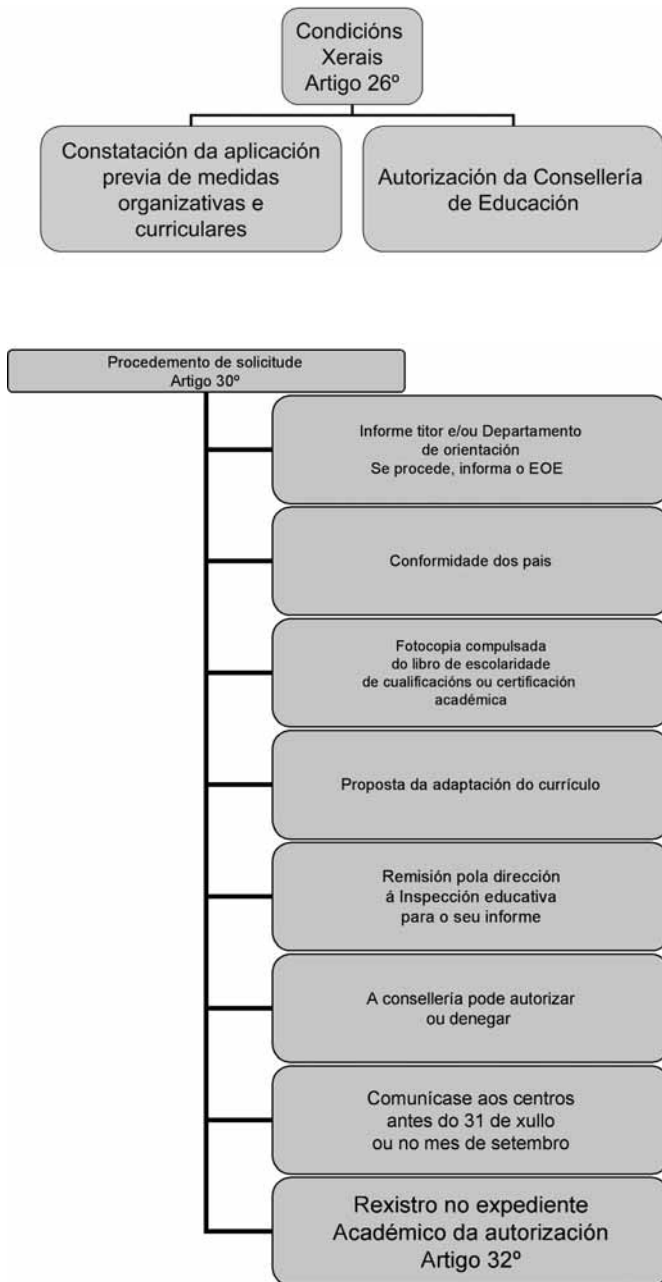 Condicións
Xerais
Artigo 26º
Constatación da aplicación
previa de medidas
organizativas e
curriculares
Autorización da Consellería
de Educación
Procedemento de solicitude
Artigo 30º
Informe titor e/ou Departamento
de orientación
Se procede, informa o EOE
Conformidade dos pais
Fotocopia compulsada
do libro de escolaridade
de cualificacións ou certificación
académica
Proposta da adaptación do currículo
Remisión pola dirección
á Inspección educativa
para o seu informe
A consellería pode autorizar
ou denegar
Comunícase aos centros
antes do 31 de xullo
ou no mes de setembro
Rexistro no expediente
Académico da autorización
Artigo 32º